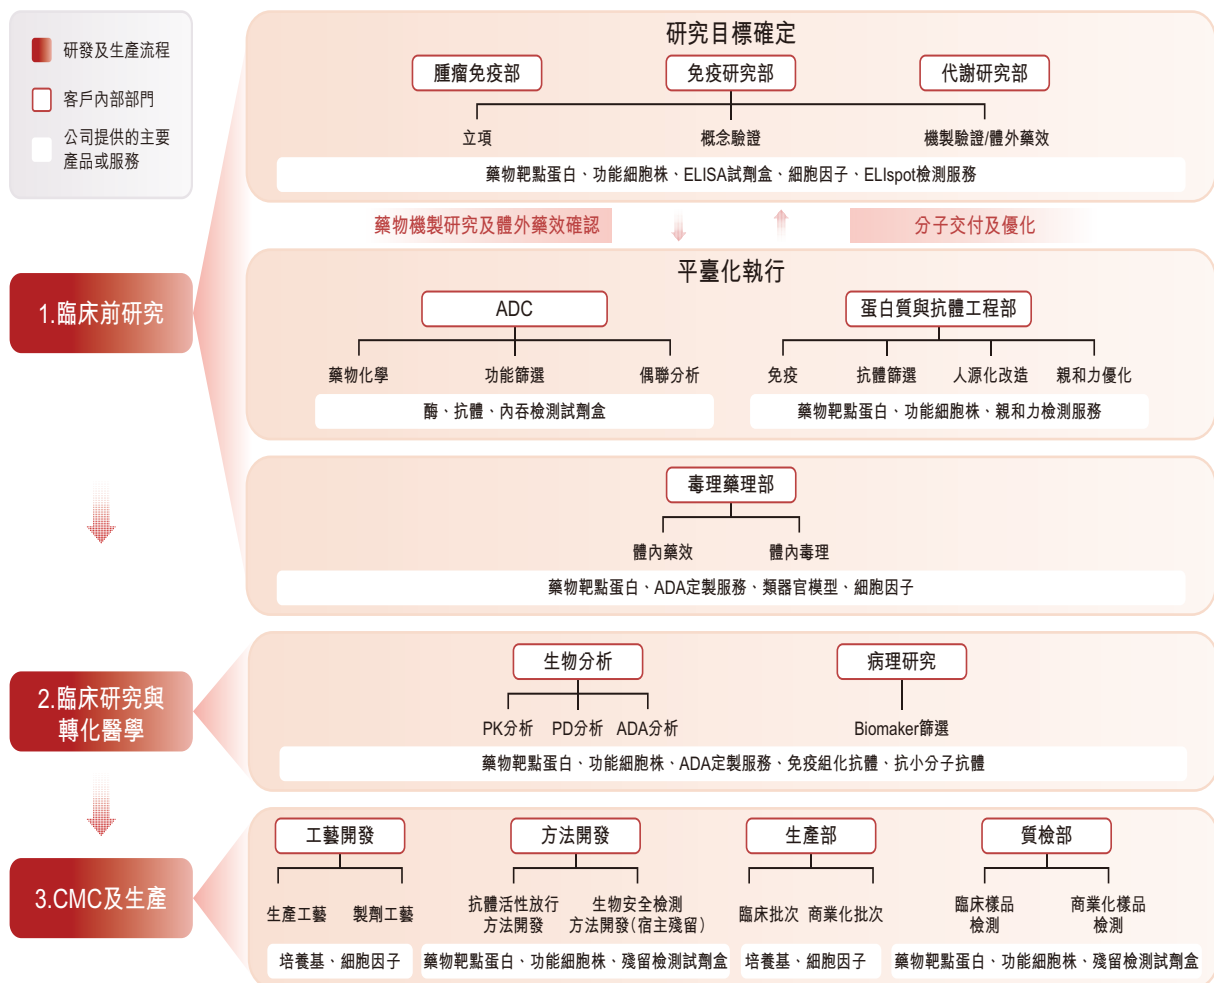 研發及生產流程
客戶內部部門
公司提供的主要
產品或服務
研究目標確定
腫瘤免疫部
免疫研究部
代謝研究部
立項
概念驗證
機製驗證/體外藥效
藥物靶點蛋白、功能細胞株、ELISA試劑盒、細胞因子、ELIspot檢測服務
藥物機製研究及體外藥效確認
分子交付及優化
1.臨床前研究
平臺化執行
ADC
蛋白質與抗體工程部
藥物化學
功能篩選
偶聯分析
免疫
抗體篩選
人源化改造
親和力優化
酶、抗體、內吞檢測試劑盒
藥物靶點蛋白、功能細胞株、親和力檢測服務
毒理藥理部
體內藥效
體內毒理
藥物靶點蛋白、ADA定製服務、類器官模型、細胞因子
2.臨床研究與
轉化醫學
生物分析
病理研究
PK分析
PD分析
ADA分析
Biomaker篩選
藥物靶點蛋白、功能細胞株、ADA定製服務、免疫組化抗體、抗小分子抗體
3.CMC及生產
工藝開發
方法開發
生產部
質檢部
生產工藝
製劑工藝
抗體活性放行
方法開發
生物安全檢測
方法開發(宿主殘留)
臨床批次
商業化批次
臨床樣品
檢測
商業化樣品
檢測
培養基、細胞因子
藥物靶點蛋白、功能細胞株、殘留檢測試劑盒
培養基、細胞因子
藥物靶點蛋白、功能細胞株、殘留檢測試劑盒